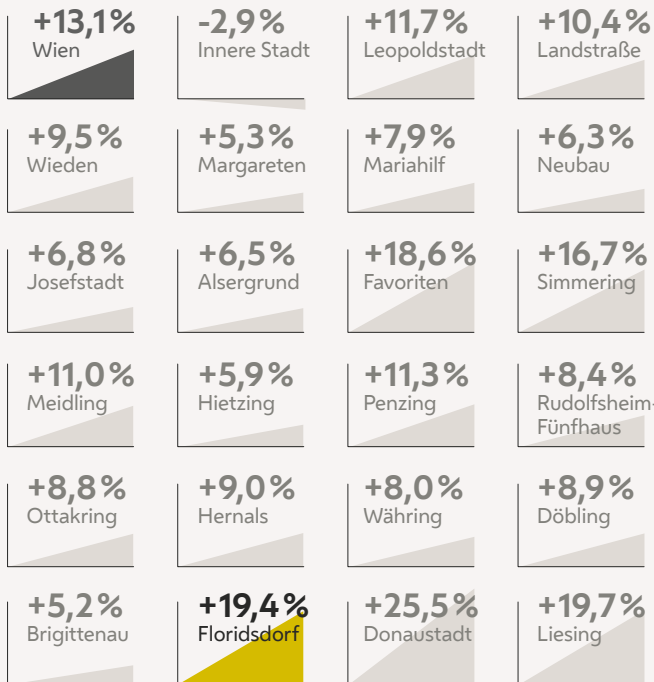 +13,1%
Wien
-2,9%
Innere Stadt
+11,7%
Leopoldstadt
+10,4%
Landstraße
+9,5%
Wieden
+5,3%
Margareten
+7,9%
Mariahilf
+6,3%
Neubau
+6,8%
Josefstadt
+6,5%
Alsergrund
+18,6%
Favoriten
+16,7%
Simmering
+11,0%
Meidling
+5,9%
Hietzing
+11,3%
Penzing
+8,4%
Rudolfsheim-
Fünfhaus
+8,8%
Ottakring
+9,0%
Hernals
+8,0%
Währing
+8,9%
Döbling
+5,2%
Brigittenau
+19,4%
Floridsdorf
+25,5%
Donaustadt
+19,7%
Liesing